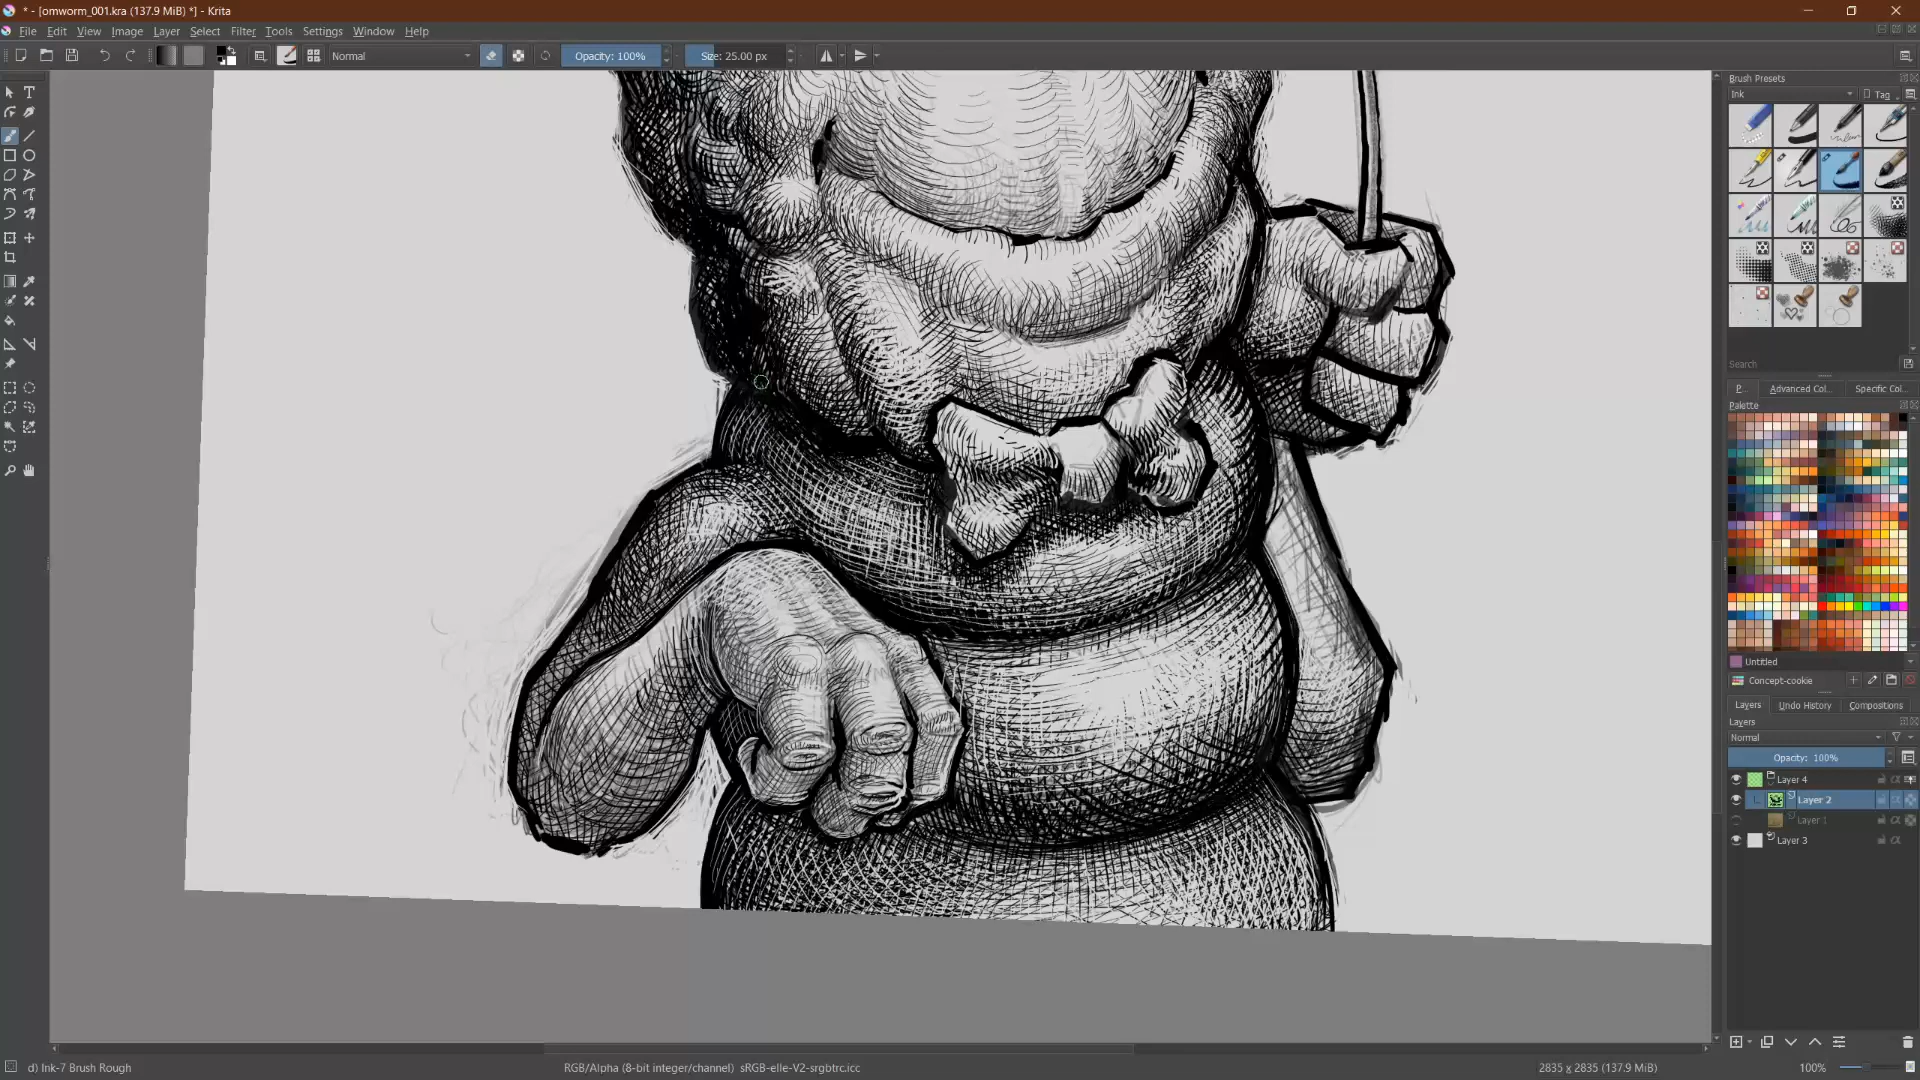 * - [omworm_001.kra (137.9 MiB) *] - Krita
File Edit View Image Layer Select Filter Tools Settings Window Help
Normal Opacity: 100% Size: 25.00 px
Brush Presets
Ink Tag
Search
P... Advanced Col... Specific Col...
Palette
Untitled
Concept-cookie
Layers Undo History Compositions
Layers
Normal
Opacity: 100%
Layer 4
Layer 2
Layer 1
Layer 3
d) Ink-7 Brush Rough RGB/Alpha (8-bit integer/channel) sRGB-elle-V2-srgbtrc.icc 2835 x 2835 (137.9 MiB) 100%